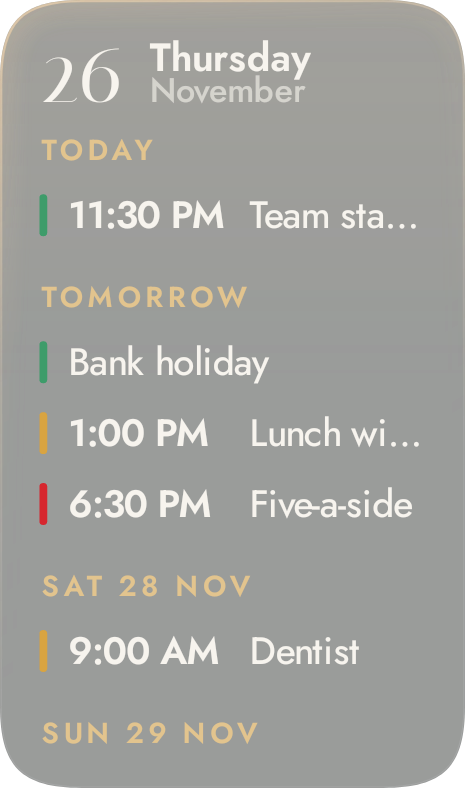 26 Thursday
November
TODAY
11:30 PM Team sta...
TOMORROW
Bank holiday
1:00 PM Lunch wi...
6:30 PM Five-a-side
SAT 28 NOV
9:00 AM Dentist
SUN 29 NOV